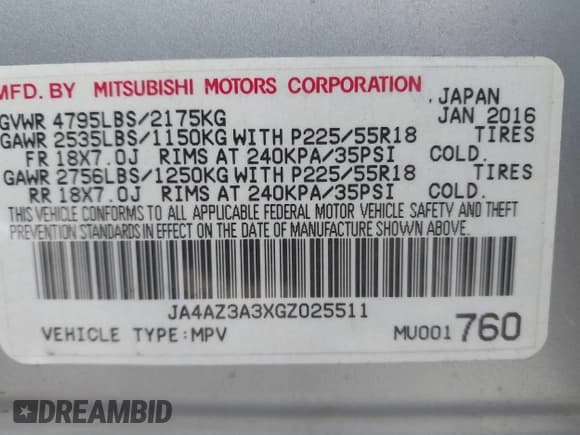 MFD. BY MITSUBISHI MOTORS CORPORATION, JAPAN
GVWR 4795LBS/2175KG JAN 2016
GAWR 2535LBS/1150KG WITH P225/55R18 TIRES
FR 18X7.0J RIMS AT 240KPA/35PSI COLD.
GAWR 2756LBS/1250KG WITH P225/55R18 TIRES
RR 18X7.0J RIMS AT 240KPA/35PSI COLD.
THIS VEHICLE CONFORMS TO ALL APPLICABLE FEDERAL MOTOR VEHICLE SAFETY AND THEFT
PREVENTION STANDARDS IN EFFECT ON THE DATE OF MANUFACTURE SHOWN ABOVE.
JA4AZ3A3XGZ025511
VEHICLE TYPE:MPV MU001760
DREAMBID